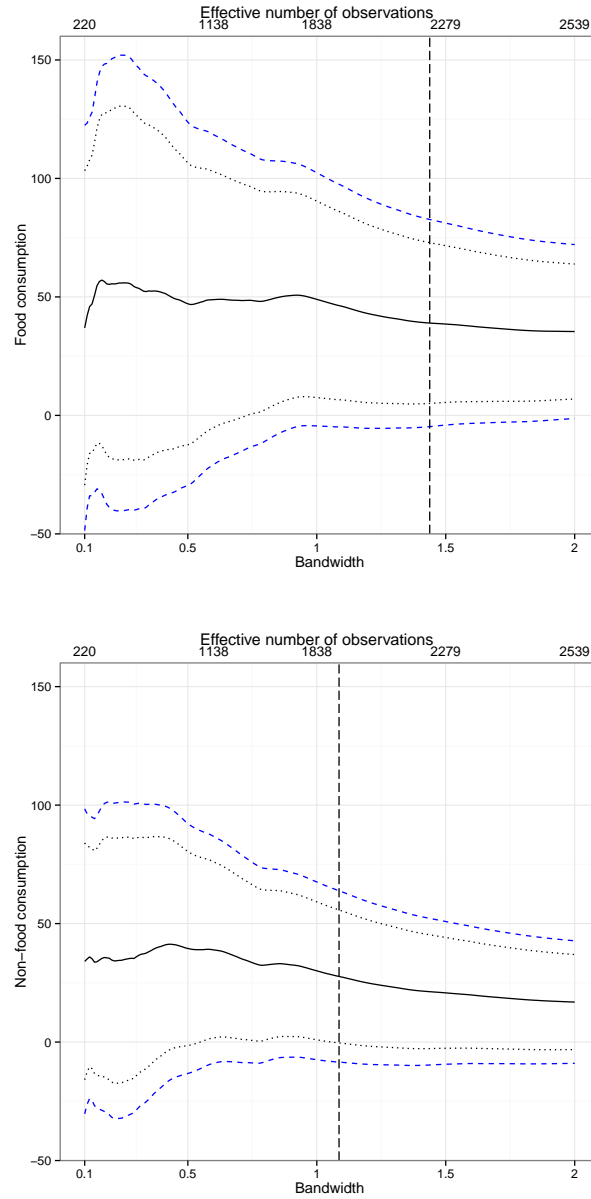 Effective number of observations
220 1138 1838 2279 2539
150
100
50
0
−50
Food consumption
0.1 0.5 1 1.5 2
Bandwidth
Effective number of observations
220 1138 1838 2279 2539
150
100
50
0
−50
Non−food consumption
0.1 0.5 1 1.5 2
Bandwidth